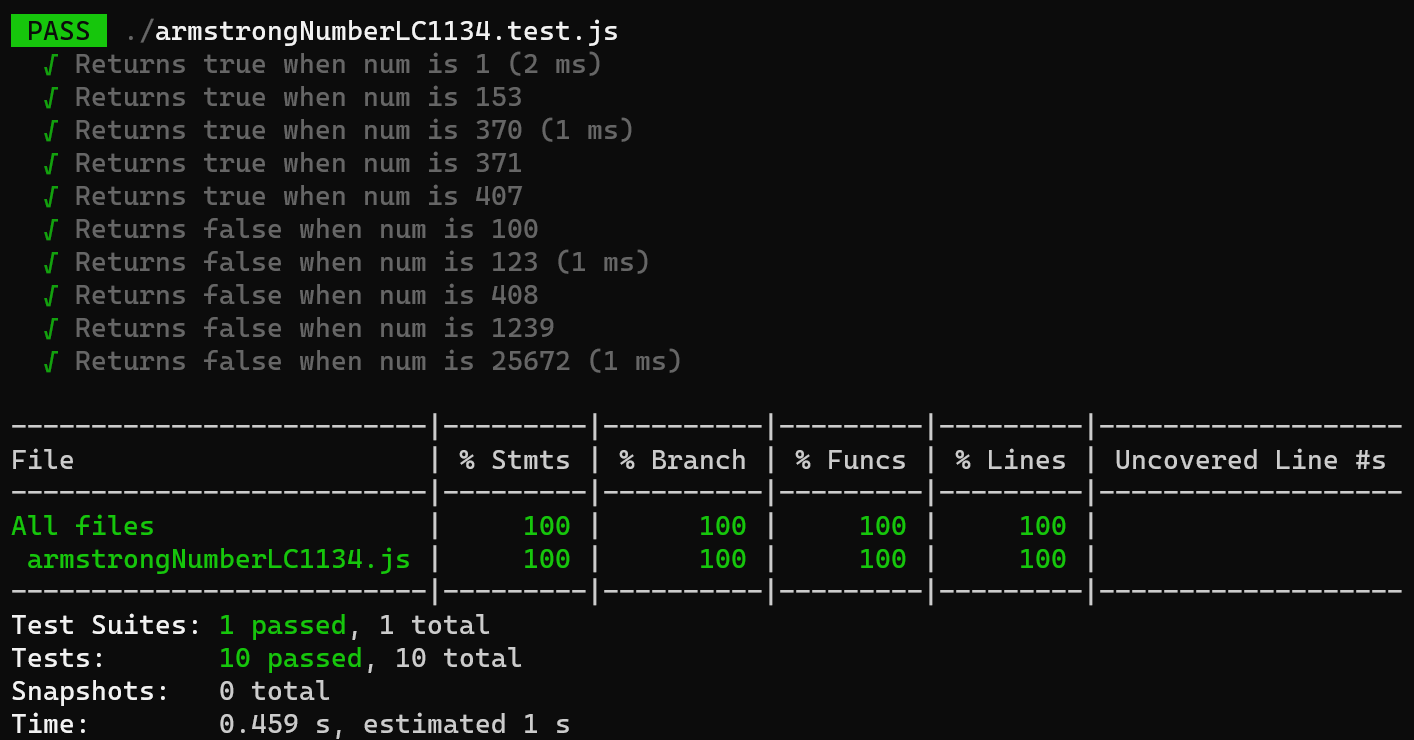 PASS ./armstrongNumberLC1134.test.js
√ Returns true when num is 1 (2 ms)
√ Returns true when num is 153
√ Returns true when num is 370 (1 ms)
√ Returns true when num is 371
√ Returns true when num is 407
√ Returns false when num is 100
√ Returns false when num is 123 (1 ms)
√ Returns false when num is 408
√ Returns false when num is 1239
√ Returns false when num is 25672 (1 ms)
--------------------------|---------|----------|---------|---------|-------------------
File                      | % Stmts | % Branch | % Funcs | % Lines | Uncovered Line #s
--------------------------|---------|----------|---------|---------|-------------------
All files                 |     100 |      100 |     100 |     100 |
 armstrongNumberLC1134.js |     100 |      100 |     100 |     100 |
--------------------------|---------|----------|---------|---------|-------------------
Test Suites: 1 passed, 1 total
Tests:       10 passed, 10 total
Snapshots:   0 total
Time:        0.459 s, estimated 1 s